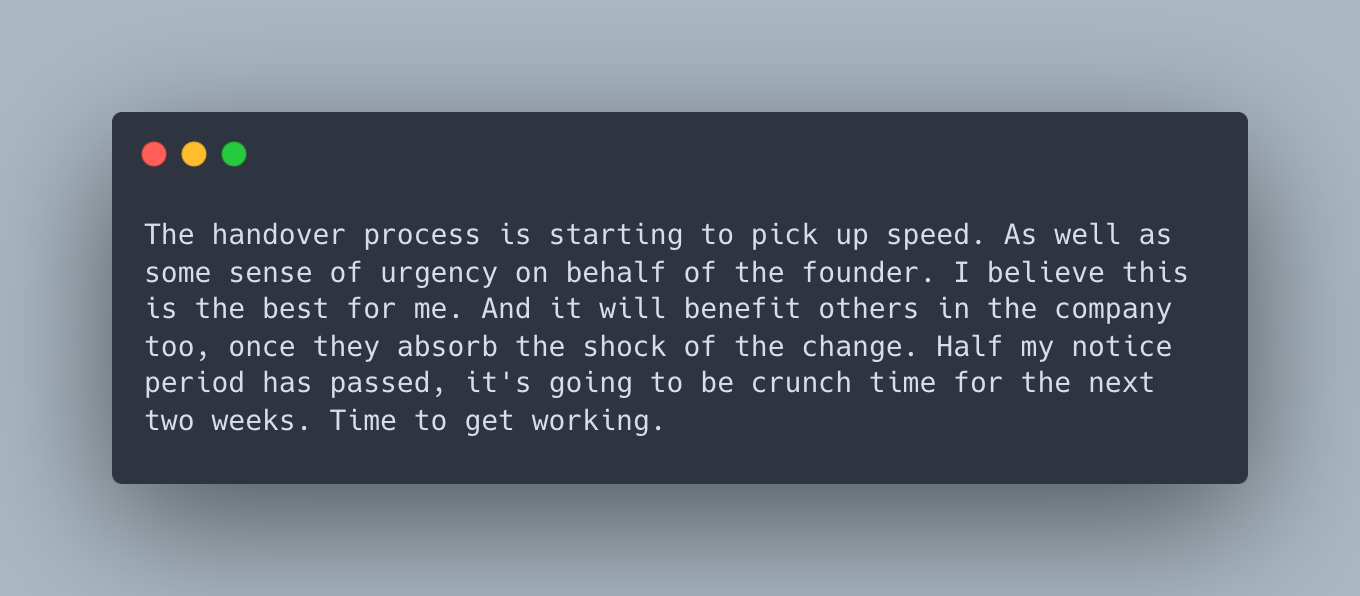 The handover process is starting to pick up speed. As well as
some sense of urgency on behalf of the founder. I believe this
is the best for me. And it will benefit others in the company
too, once they absorb the shock of the change. Half my notice
period has passed, it's going to be crunch time for the next
two weeks. Time to get working.